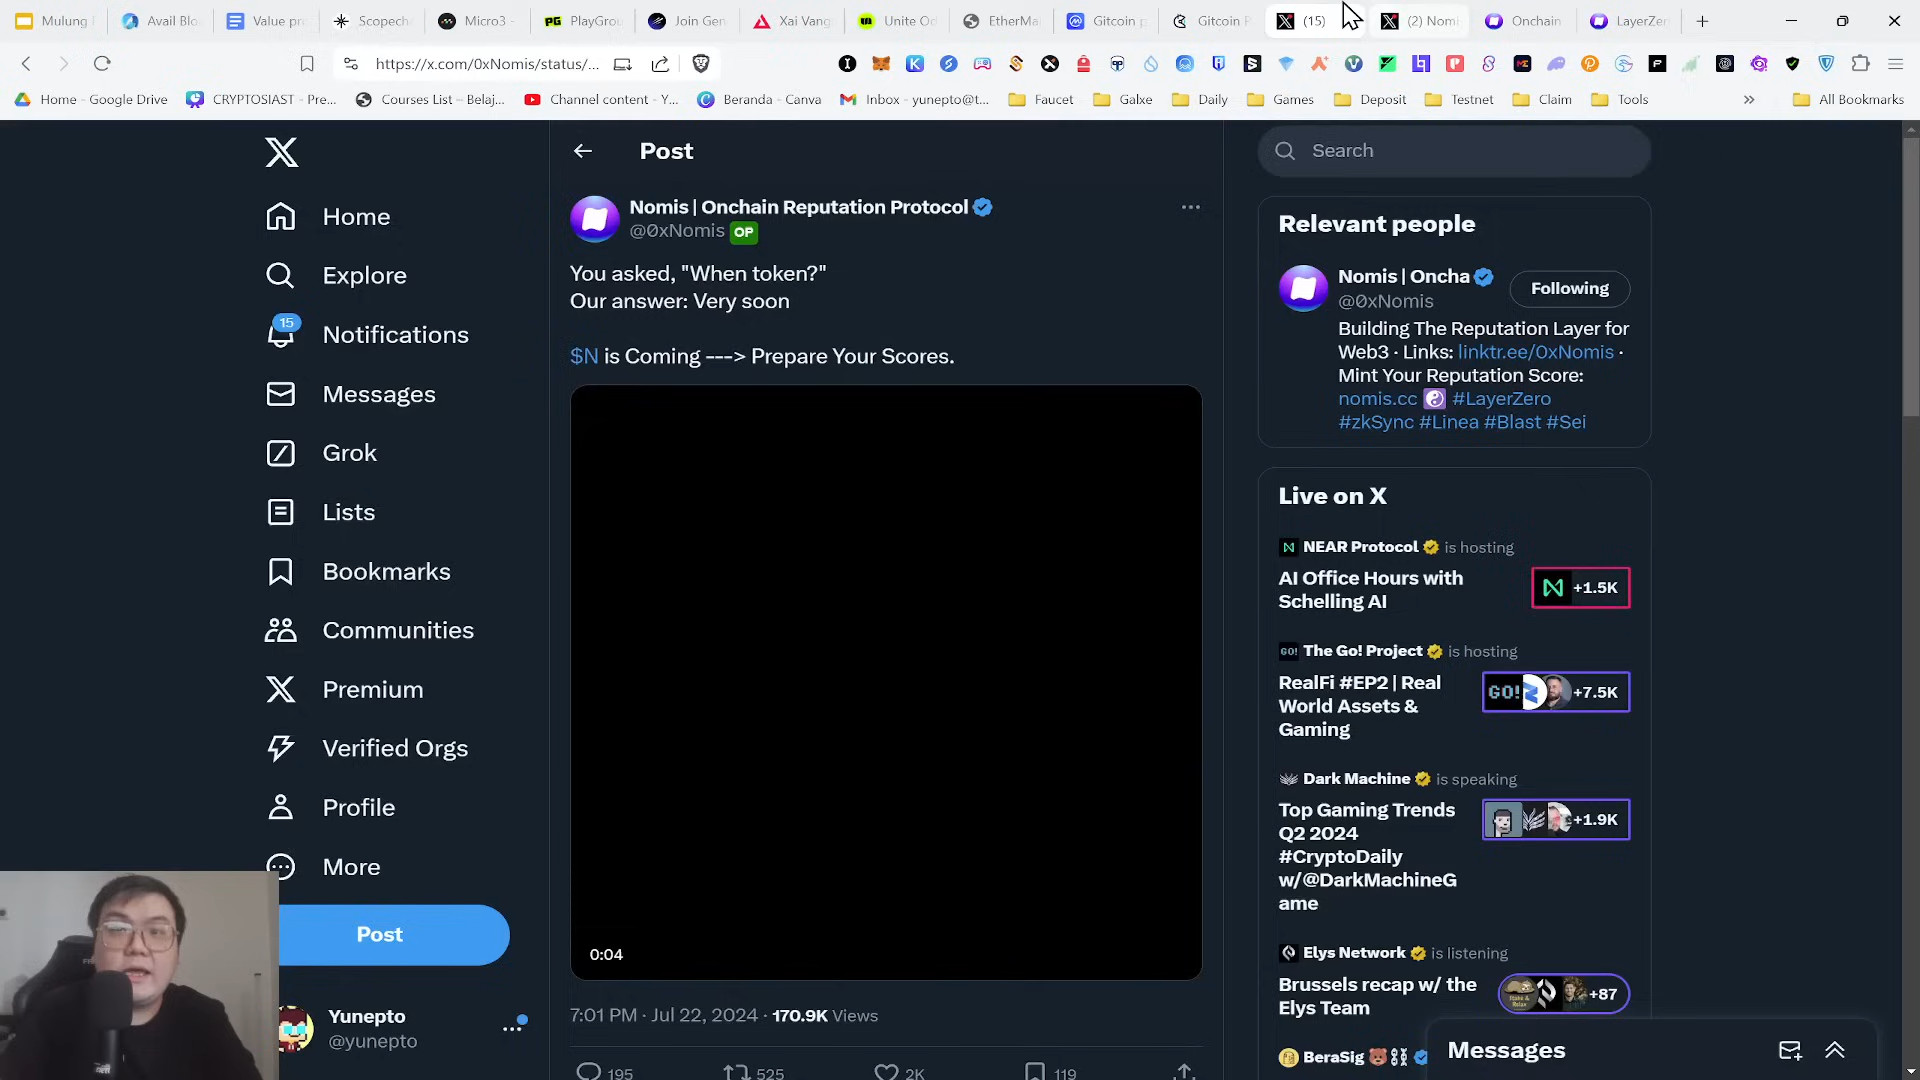 Mulung
Avail Blo
Value pro
Scopech
Micro3 -
PlayGrou
Join Gen
Xai Vang
Unite Od
EtherMa
Gitcoin p
Gitcoin P
(15)
(2) Nomi
Onchain
LayerZer
https://x.com/0xNomis/status/...
Home - Google Drive
CRYPTOSIAST - Pre...
Courses List – Belaj...
Channel content - Y...
Beranda - Canva
Inbox - yunepto@t...
Faucet
Galxe
Daily
Games
Deposit
Testnet
Claim
Tools
All Bookmarks
Home
Explore
15
Notifications
Messages
Grok
Lists
Bookmarks
Communities
Premium
Verified Orgs
Profile
More
Post
Yunepto
@yunepto
Post
Nomis | Onchain Reputation Protocol
@0xNomis OP
You asked, "When token?"
Our answer: Very soon
$N is Coming ---> Prepare Your Scores.
0:04
7:01 PM · Jul 22, 2024 · 170.9K Views
195
525
2K
119
Search
Relevant people
Nomis | Oncha
@0xNomis
Following
Building The Reputation Layer for
Web3 · Links: linktr.ee/0xNomis ·
Mint Your Reputation Score:
nomis.cc #LayerZero
#zkSync #Linea #Blast #Sei
Live on X
NEAR Protocol is hosting
AI Office Hours with
Schelling AI
+1.5K
The Go! Project is hosting
RealFi #EP2 | Real
World Assets &
Gaming
GO!
+7.5K
Dark Machine is speaking
Top Gaming Trends
Q2 2024
#CryptoDaily
w/@DarkMachineG
ame
+1.9K
Elys Network is listening
Brussels recap w/ the
Elys Team
+87
BeraSig
Messages